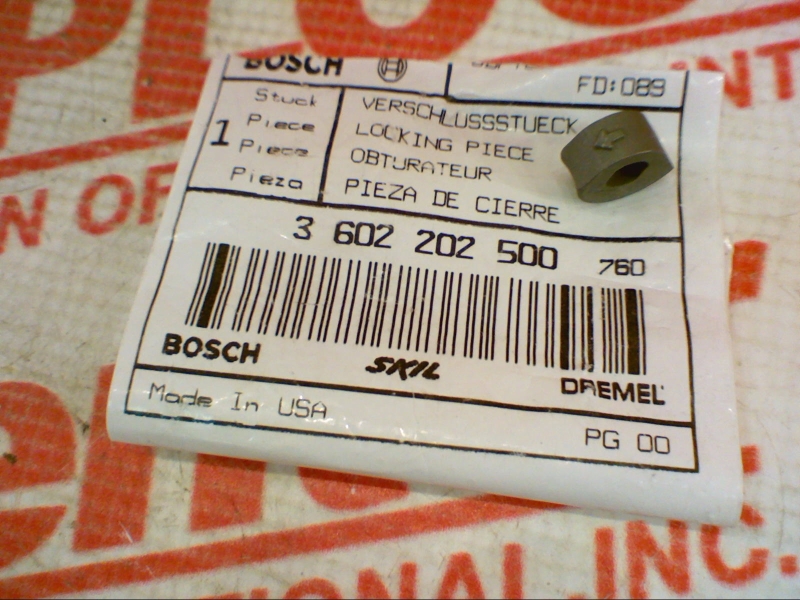 BOSCH
FD:089
1
Stuck
Piece
Piece
Pieza
VERSCHLUSSSTUECK
LOCKING PIECE
OBTURATEUR
PIEZA DE CIERRE
3 602 202 500 760
BOSCH SKIL DREMEL
Made In USA
PG 00
INC.